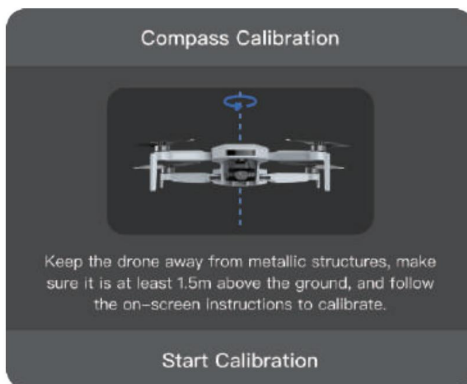 Compass Calibration
Keep the drone away from metallic structures, make
sure it is at least 1.5m above the ground, and follow
the on-screen instructions to calibrate.
Start Calibration